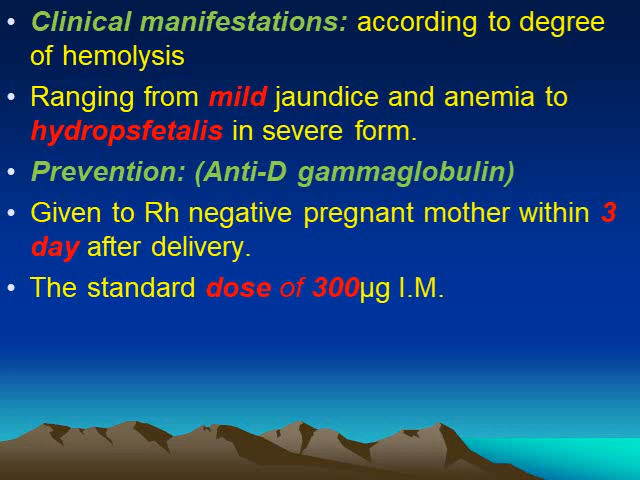 • Clinical manifestations: according to degree
of hemolysis
• Ranging from mild jaundice and anemia to
hydropsfetalis in severe form.
• Prevention: (Anti-D gammaglobulin)
• Given to Rh negative pregnant mother within 3
day after delivery.
• The standard dose of 300µg I.M.